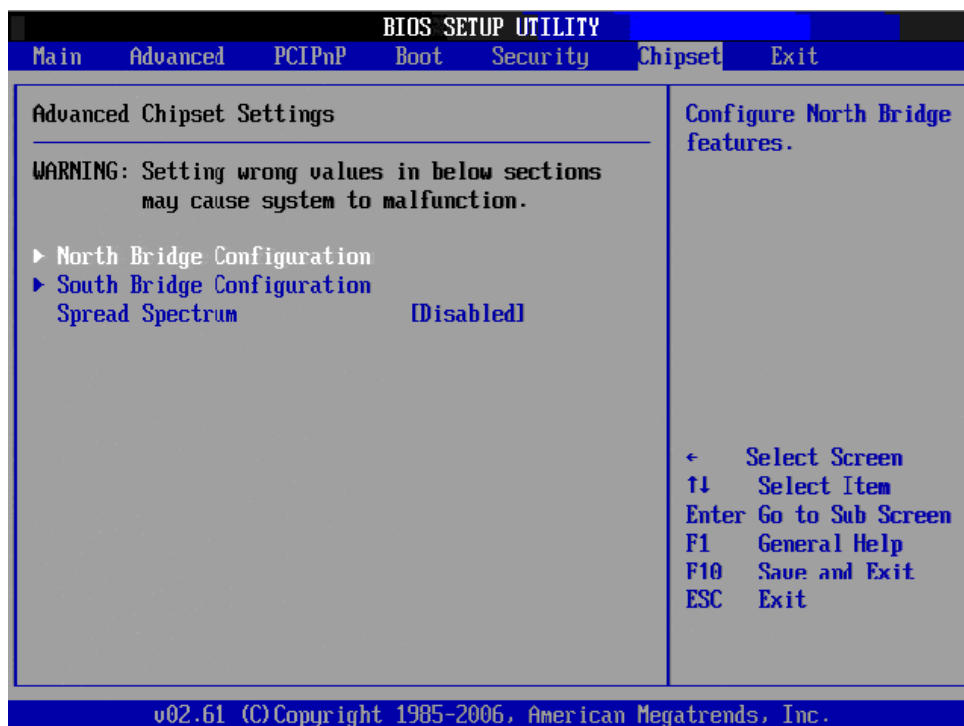 BIOS SETUP UTILITY
Main Advanced PCIPnP Boot Security Chipset Exit
Advanced Chipset Settings
WARNING: Setting wrong values in below sections
may cause system to malfunction.
▶ North Bridge Configuration
▶ South Bridge Configuration
Spread Spectrum [Disabled]
Configure North Bridge
features.
← Select Screen
↑↓ Select Item
Enter Go to Sub Screen
F1 General Help
F10 Save and Exit
ESC Exit
v02.61 (C)Copyright 1985-2006, American Megatrends, Inc.